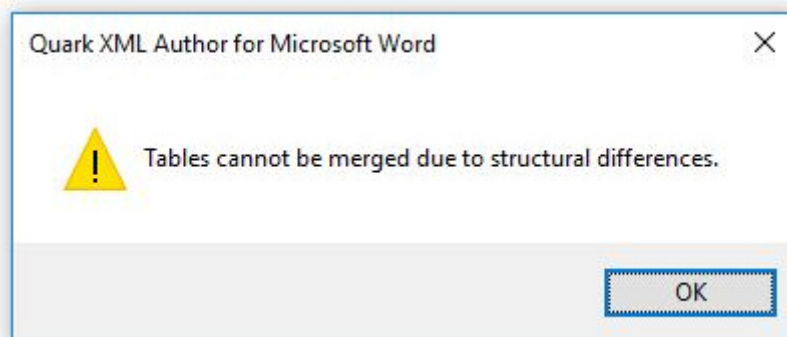 Quark XML Author for Microsoft Word
Tables cannot be merged due to structural differences.
OK